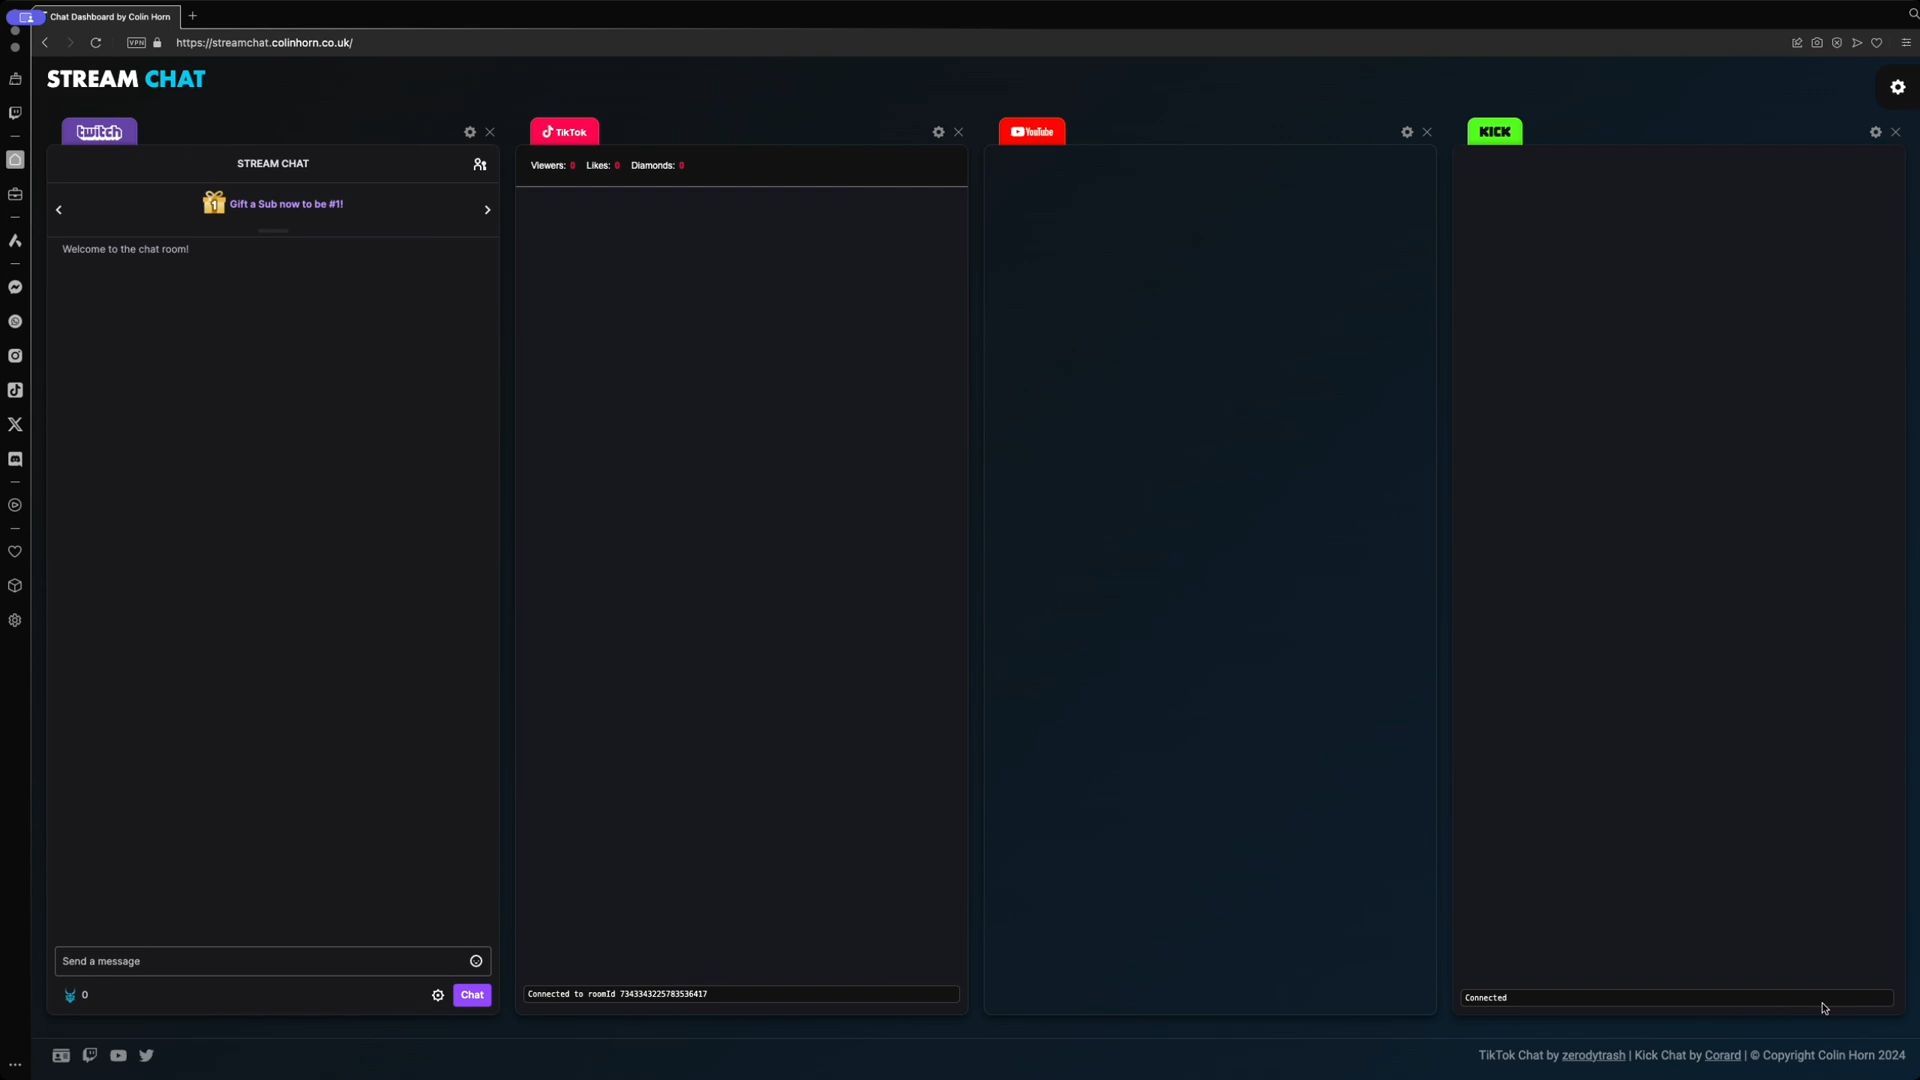 Chat Dashboard by Colin Horn
VPN
https://streamchat.colinhorn.co.uk/
STREAM CHAT
twitch
TikTok
YouTube
KICK
STREAM CHAT
Viewers: 0 Likes: 0 Diamonds: 0
1 Gift a Sub now to be #1!
Welcome to the chat room!
Send a message
0
Chat
Connected to roomId 7343343225783536417
Connected
TikTok Chat by zerodytrash | Kick Chat by Corard | © Copyright Colin Horn 2024